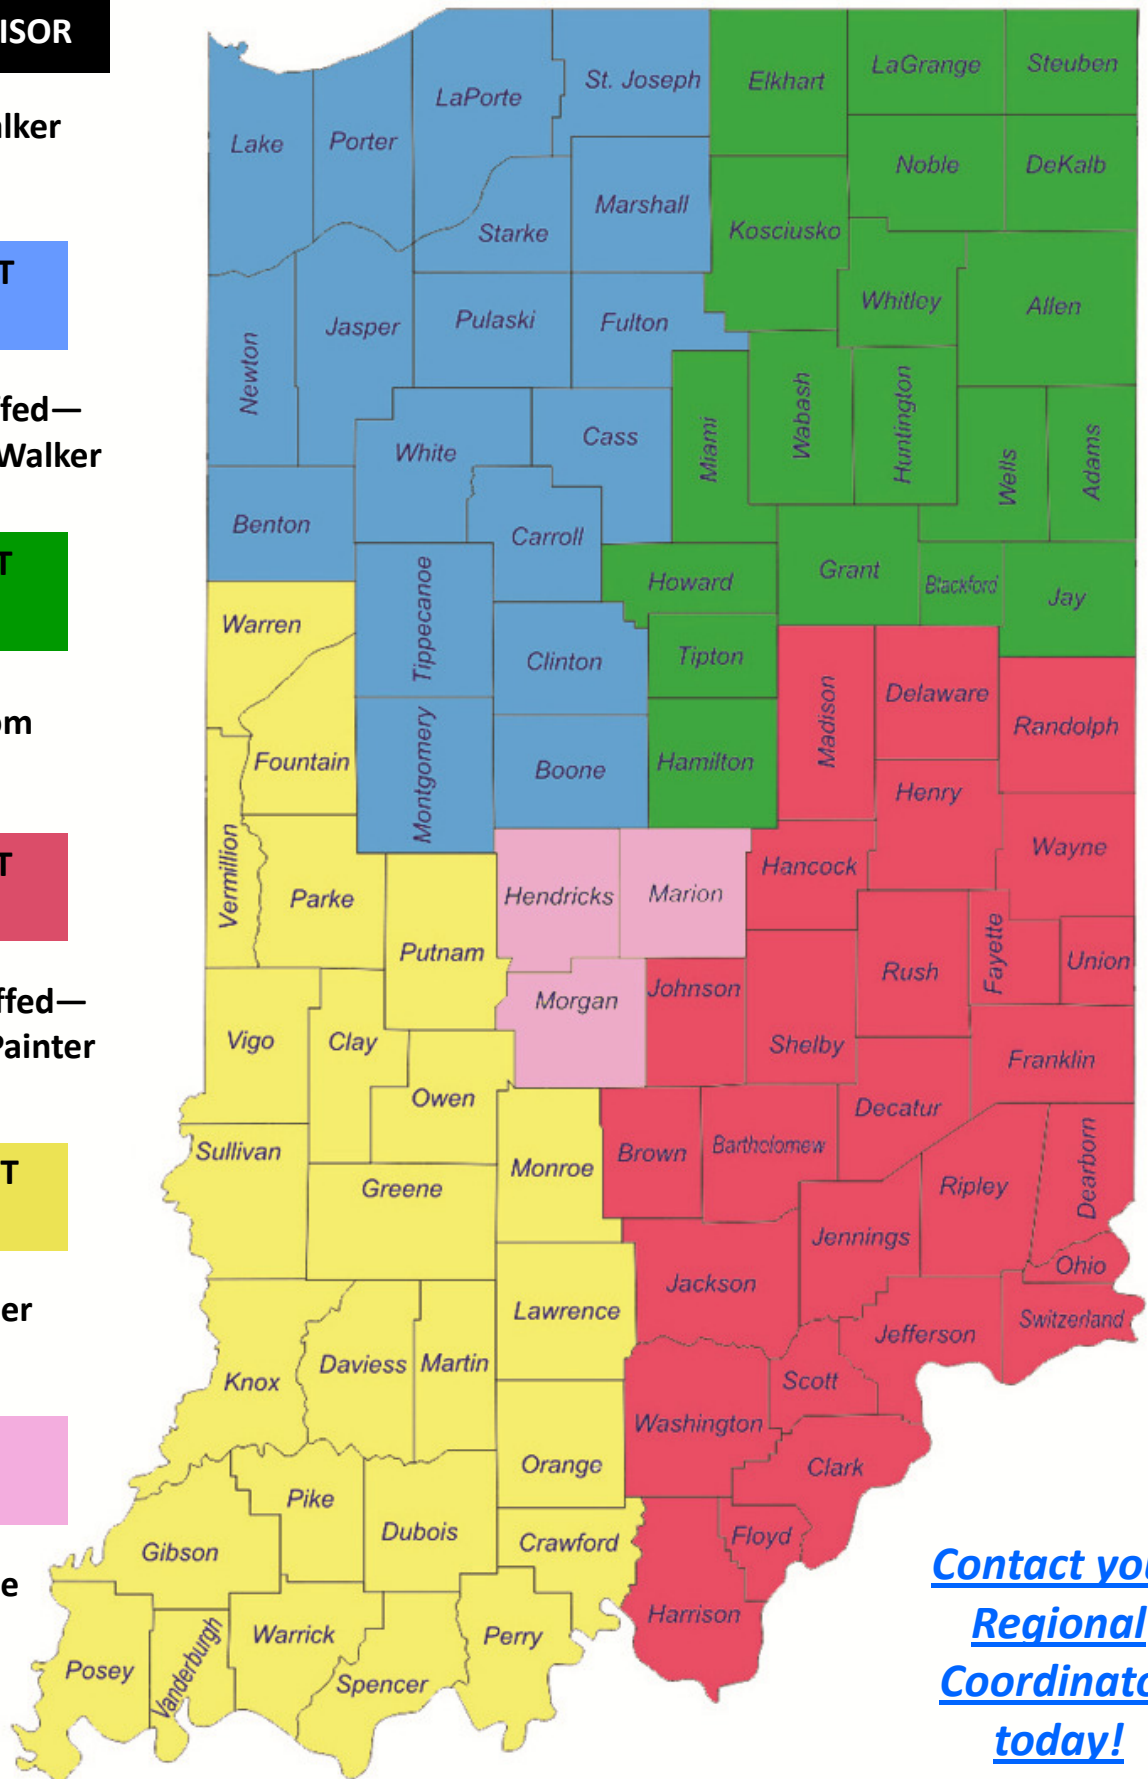 ISOR
alker
T
ffed—
Walker
T
om
T
ffed—
Painter
T
er
e
Lake
Porter
LaPorte
St. Joseph
Elkhart
LaGrange
Steuben
Noble
DeKalb
Starke
Marshall
Kosciusko
Whitley
Allen
Newton
Jasper
Pulaski
Fulton
White
Cass
Miami
Wabash
Huntington
Wells
Adams
Benton
Carroll
Howard
Grant
Blackford
Jay
Warren
Tippecanoe
Clinton
Tipton
Madison
Delaware
Randolph
Fountain
Montgomery
Boone
Hamilton
Henry
Wayne
Vermillion
Parke
Putnam
Hendricks
Marion
Hancock
Rush
Fayette
Union
Vigo
Clay
Owen
Morgan
Johnson
Shelby
Franklin
Decatur
Sullivan
Greene
Monroe
Brown
Bartholomew
Jennings
Ripley
Dearborn
Ohio
Switzerland
Lawrence
Jackson
Jefferson
Knox
Daviess
Martin
Scott
Washington
Clark
Orange
Pike
Dubois
Crawford
Floyd
Gibson
Harrison
Posey
Vanderburgh
Warrick
Spencer
Perry
Contact you
Regional
Coordinato
today!